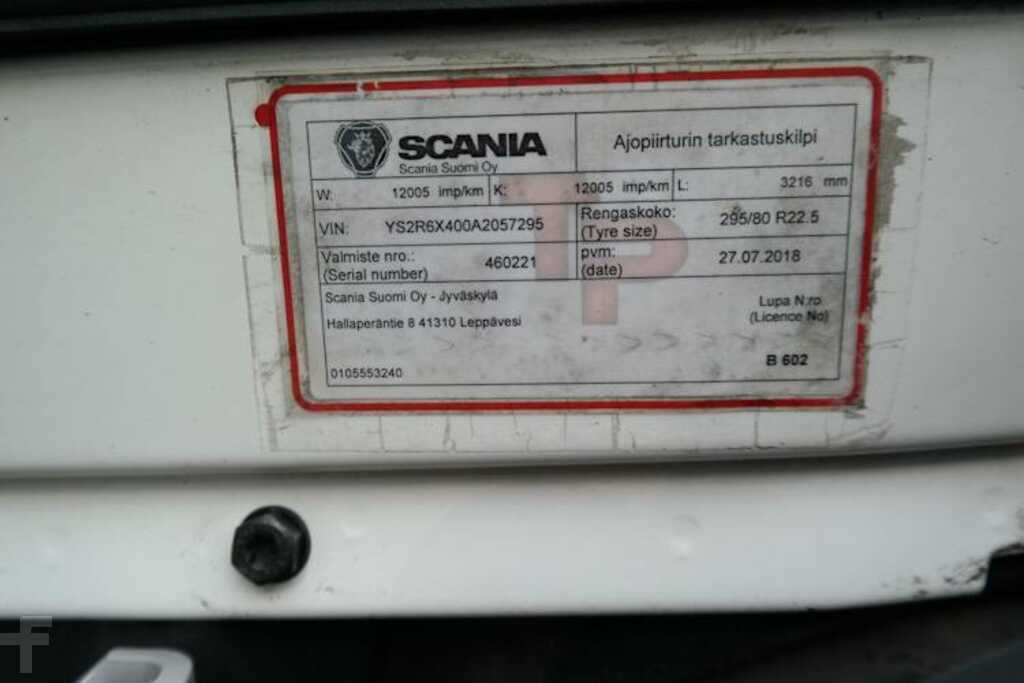 SCANIA
Scania Suomi Oy
Ajopiirturin tarkastuskilpi
W: 12005 imp/km K: 12005 imp/km L: 3216 mm
VIN: YS2R6X400A2057295
Rengaskoko: 295/80 R22.5
(Tyre size)
Valmiste nro.: 460221
(Serial number)
pvm: 27.07.2018
(date)
Scania Suomi Oy - Jyväskylä
Hallaperäntie 8 41310 Leppävesi
Lupa N:ro
(Licence No)
B 602
0105553240
TP